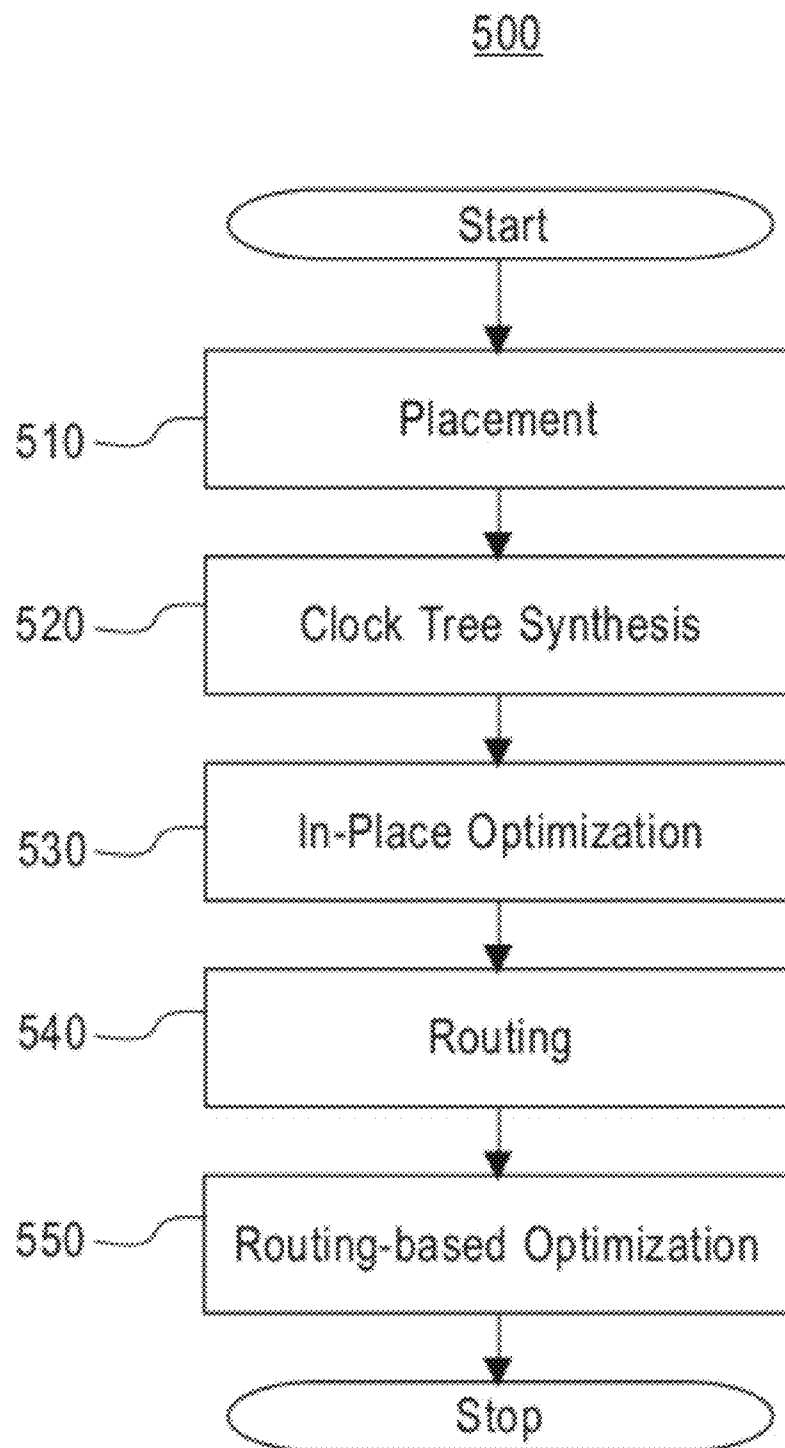 500
Start
510
Placement
520
Clock Tree Synthesis
530
In-Place Optimization
540
Routing
550
Routing-based Optimization
Stop